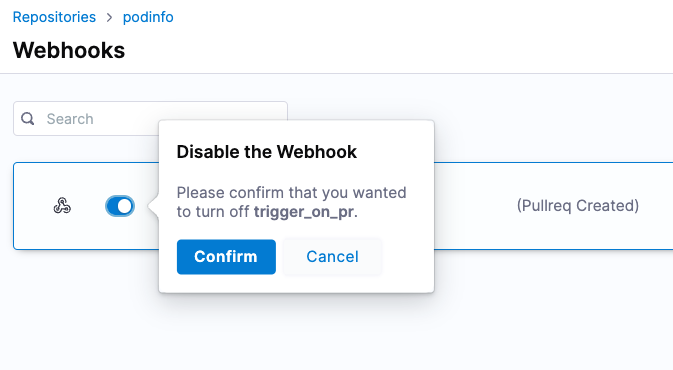 Repositories > podinfo
Webhooks
Search
Disable the Webhook
Please confirm that you wanted
to turn off trigger_on_pr.
Confirm Cancel
(Pullreq Created)